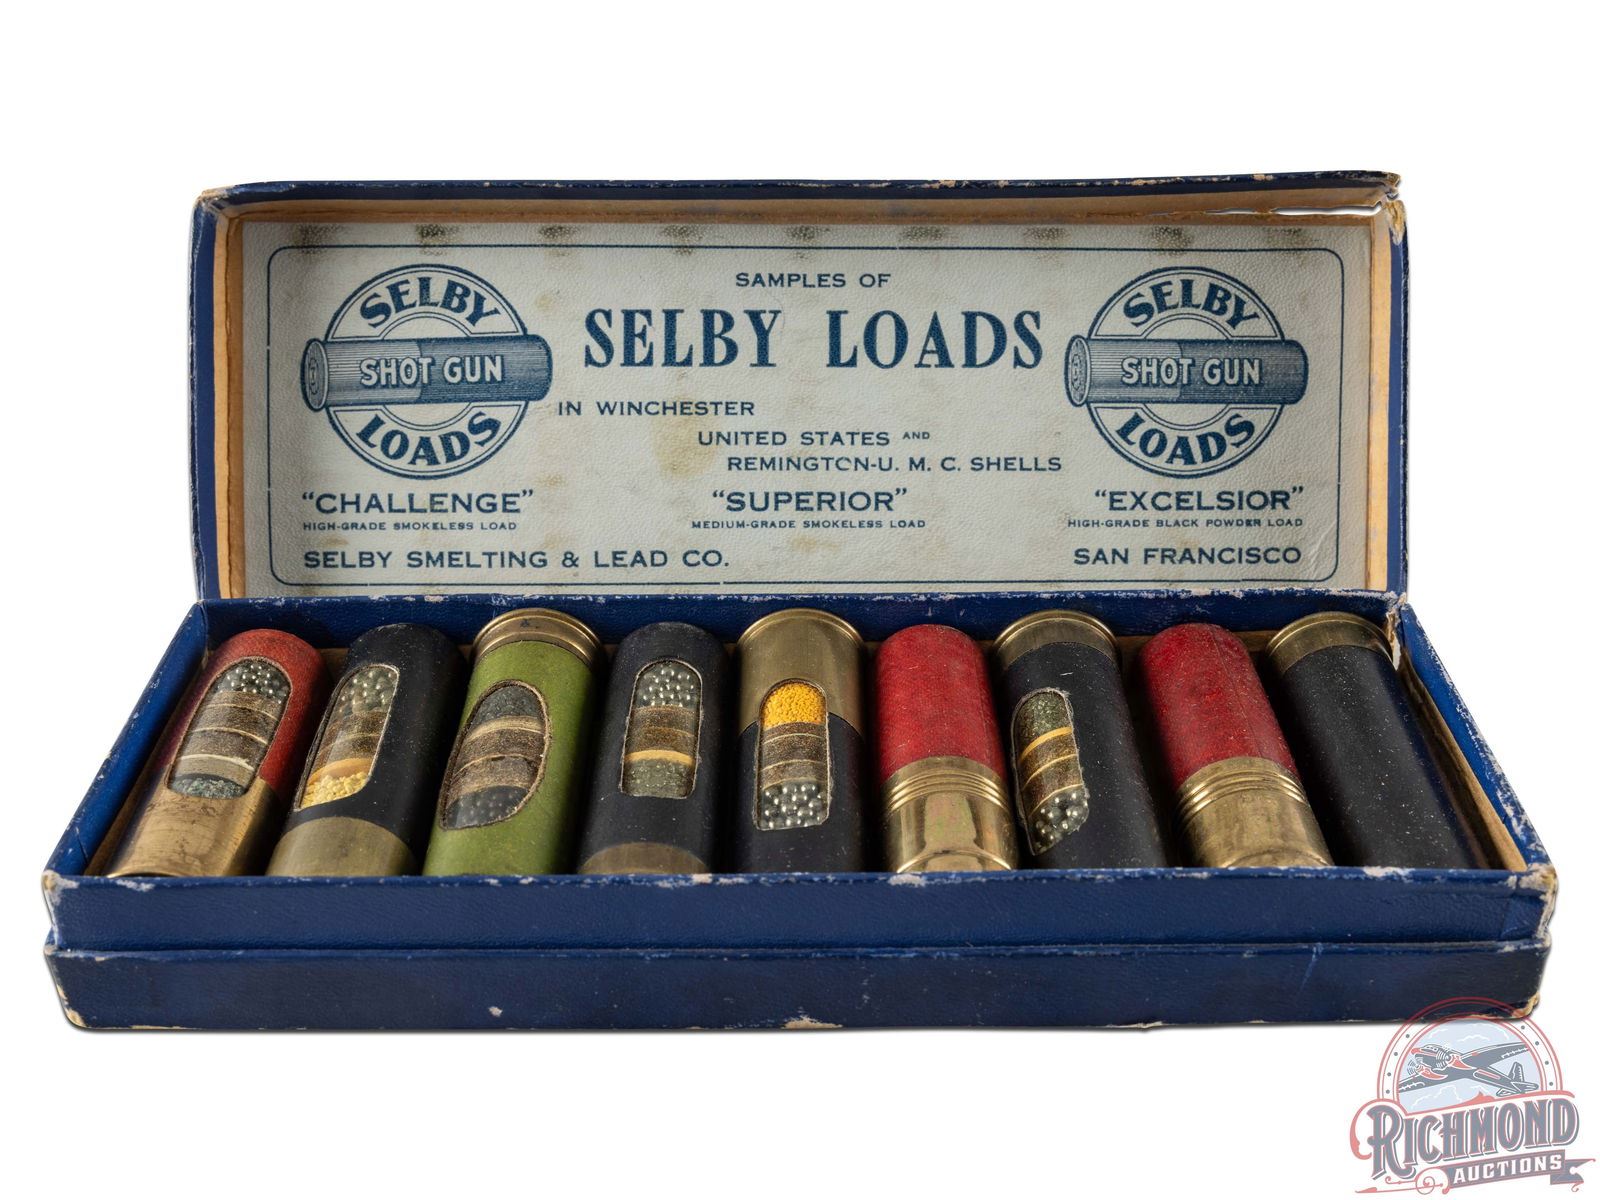 SAMPLES OF
SELBY LOADS
SELBY
SHOT GUN
LOADS
SELBY
SHOT GUN
LOADS
IN WINCHESTER
UNITED STATES AND
REMINGTON-U. M. C. SHELLS
"CHALLENGE"
HIGH-GRADE SMOKELESS LOAD
"SUPERIOR"
MEDIUM-GRADE SMOKELESS LOAD
"EXCELSIOR"
HIGH-GRADE BLACK POWDER LOAD
SELBY SMELTING & LEAD CO.
SAN FRANCISCO
RICHMOND
AUCTIONS